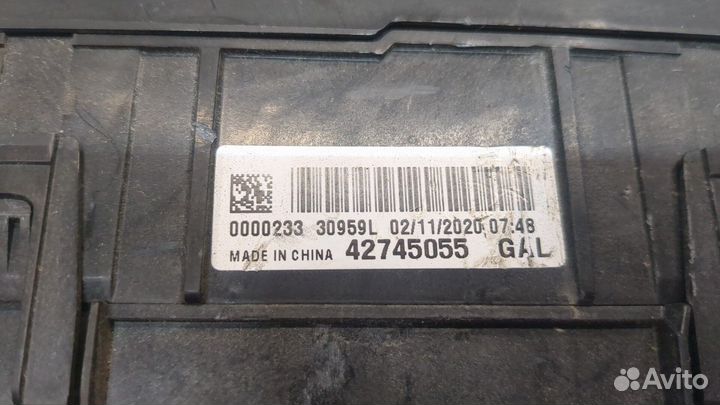 0000233 30959L 02/11/2020 07:48
MADE IN CHINA 42745055 GAL
Avito